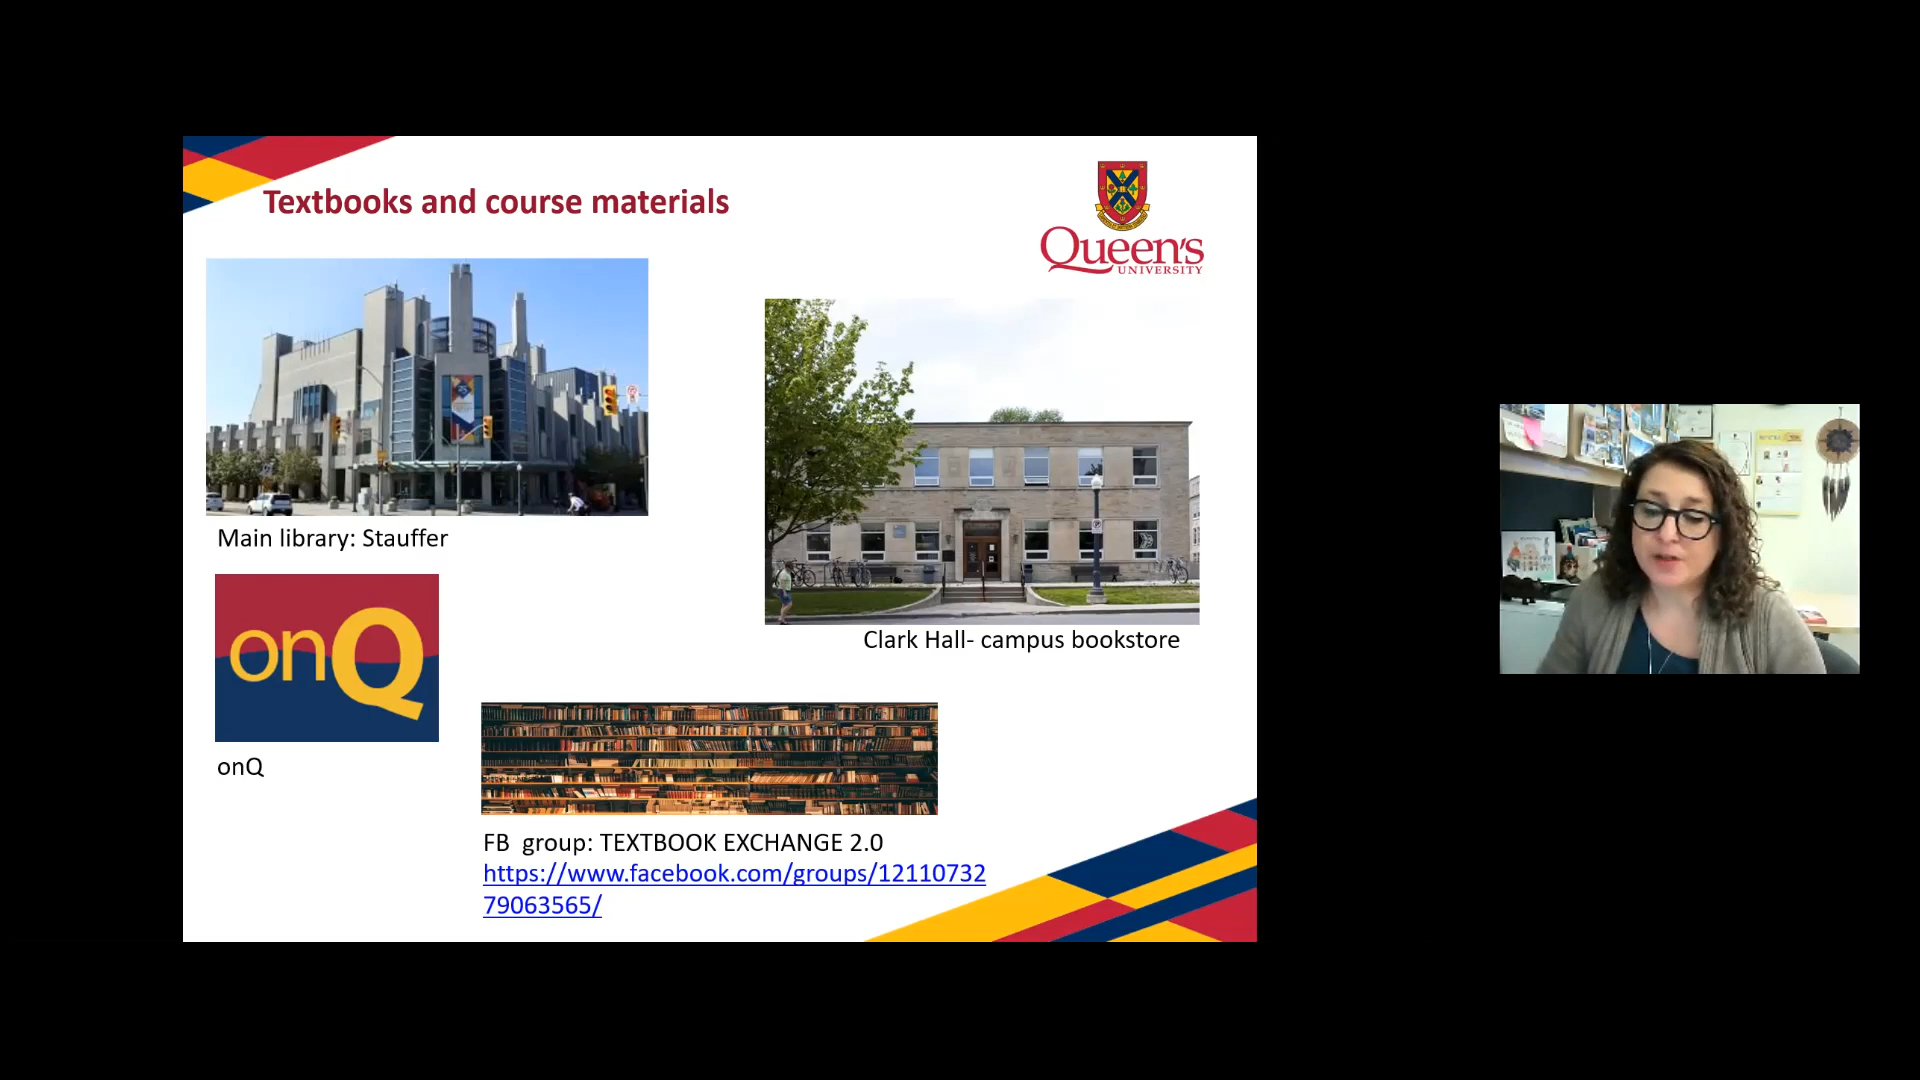 Textbooks and course materials
Queen's
UNIVERSITY
Main library: Stauffer
Clark Hall- campus bookstore
onQ
onQ
FB  group: TEXTBOOK EXCHANGE 2.0
https://www.facebook.com/groups/12110732
79063565/